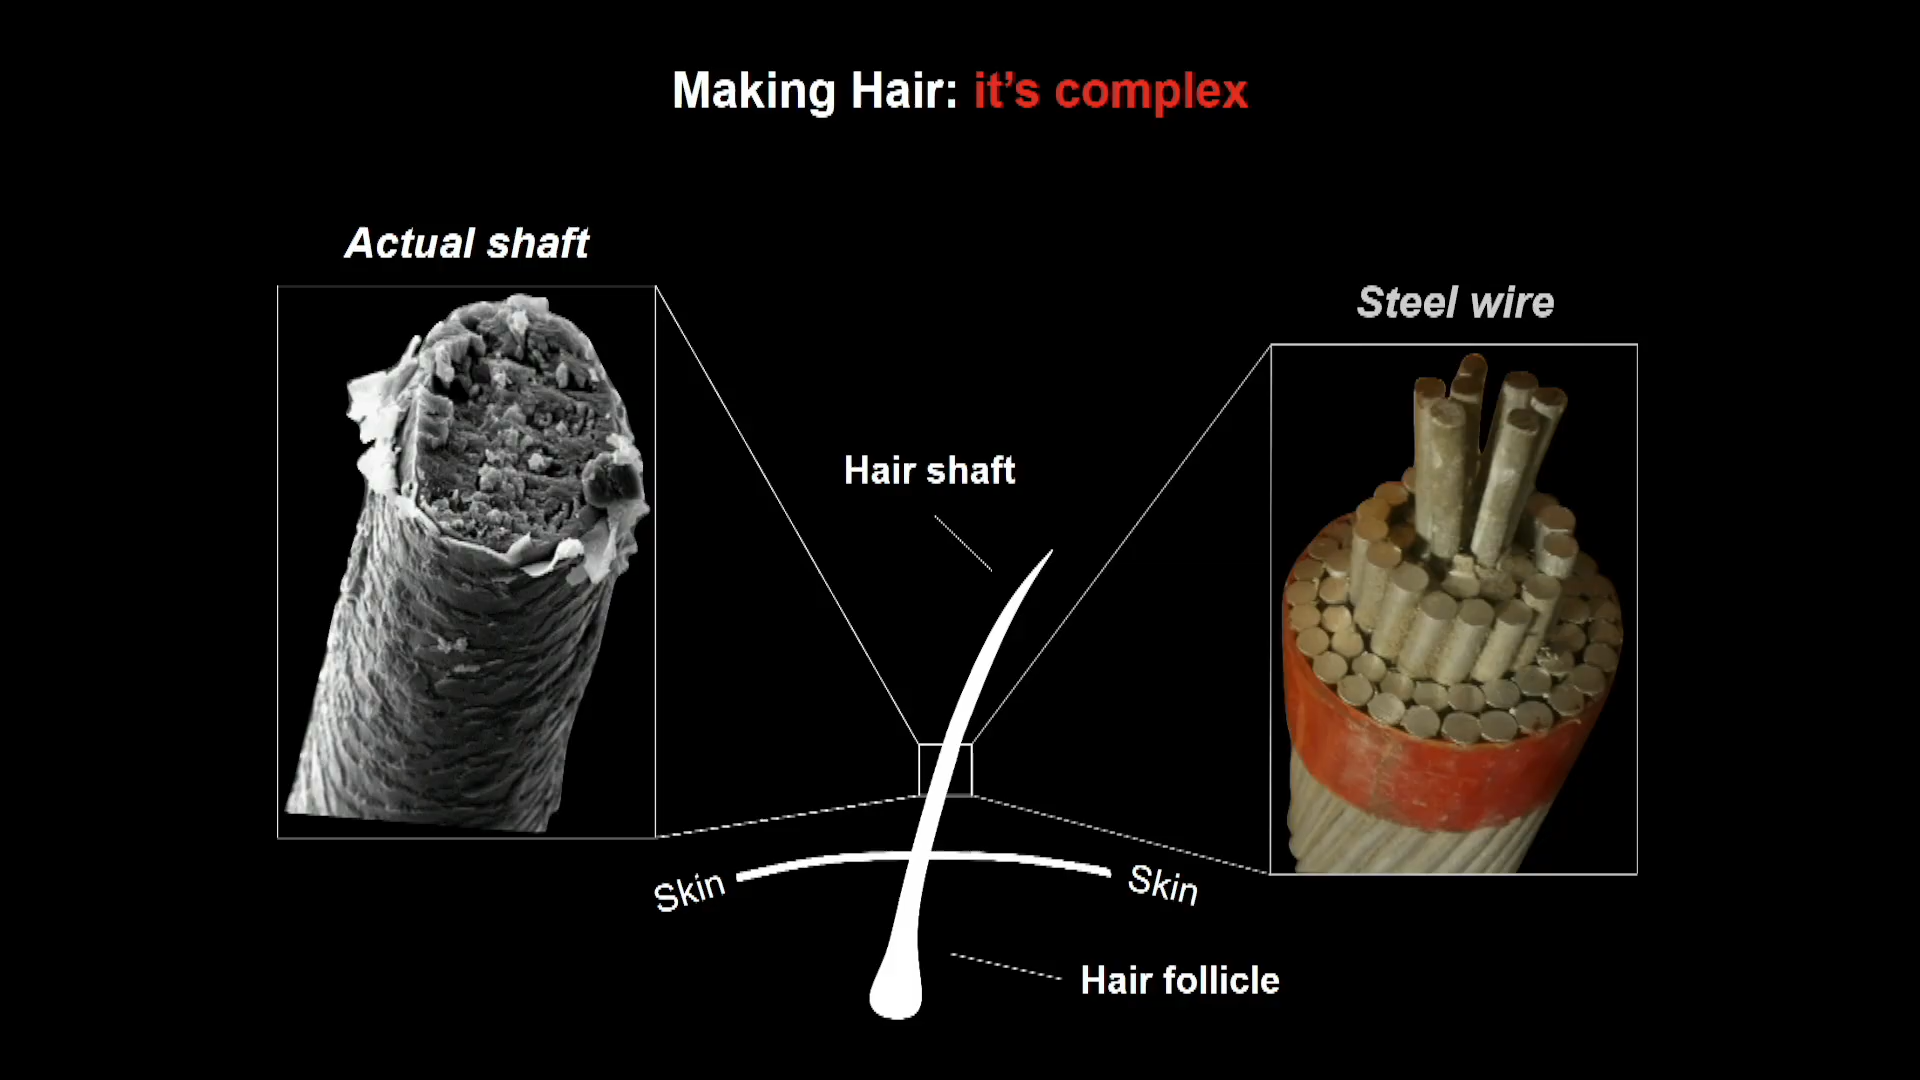 Making Hair: it's complex
Actual shaft
Steel wire
Hair shaft
Skin
Skin
Hair follicle